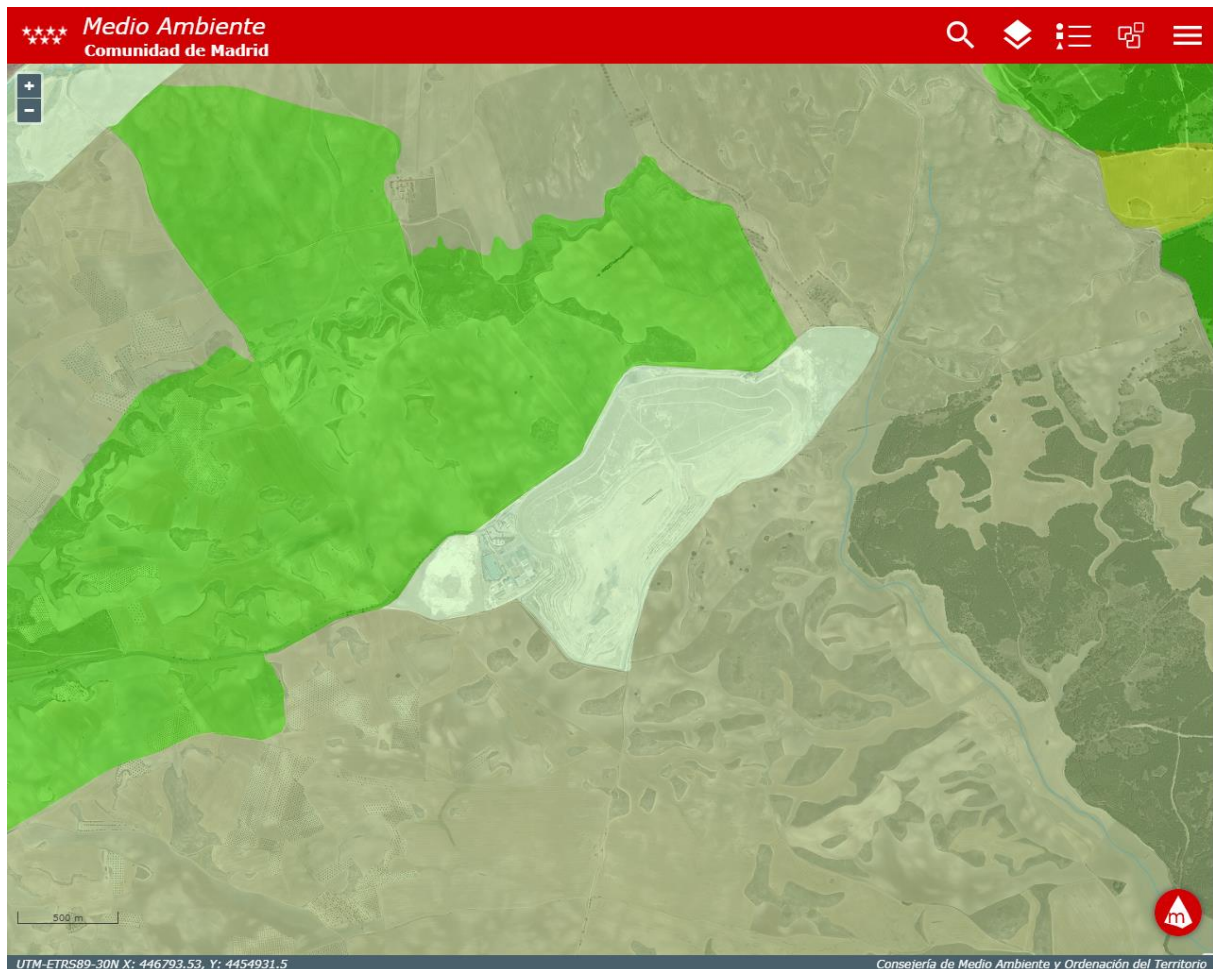 Medio Ambiente
Comunidad de Madrid
+
−
500 m
m
UTM-ETRS89-30N X: 446793.53, Y: 4454931.5
Consejería de Medio Ambiente y Ordenación del Territorio